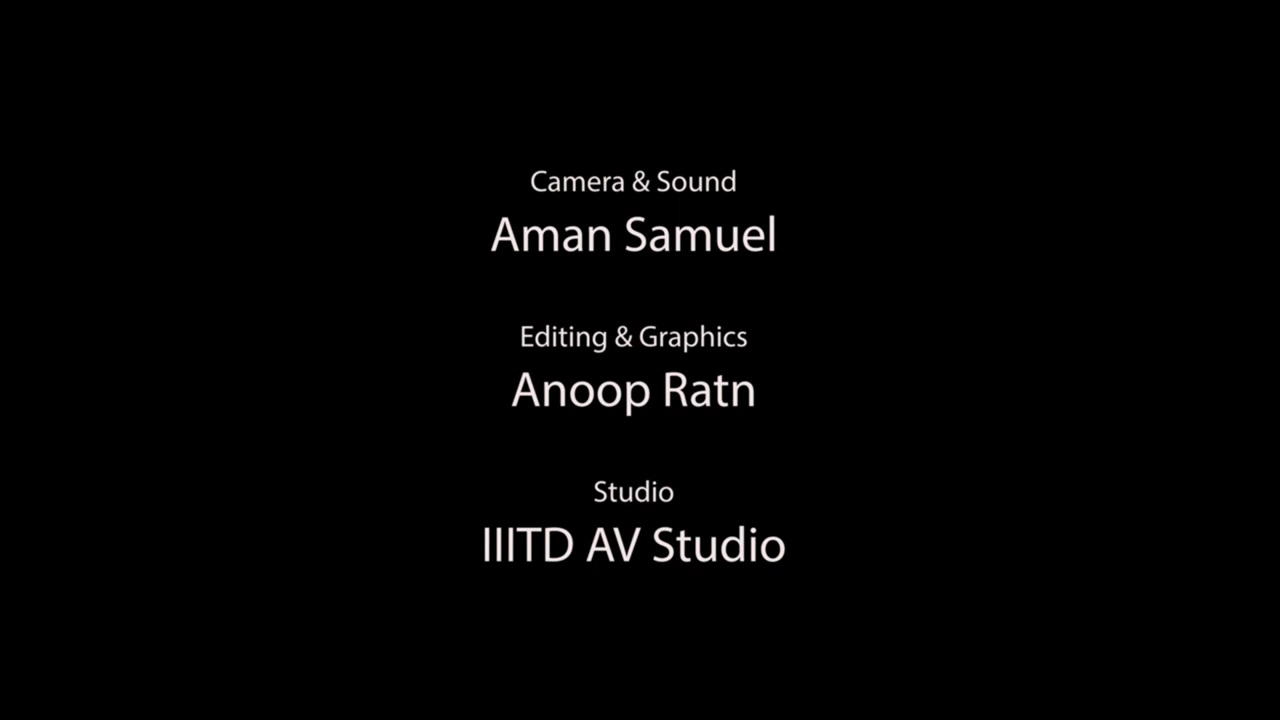 Camera & Sound
Aman Samuel
Editing & Graphics
Anoop Ratn
Studio
IIITD AV Studio